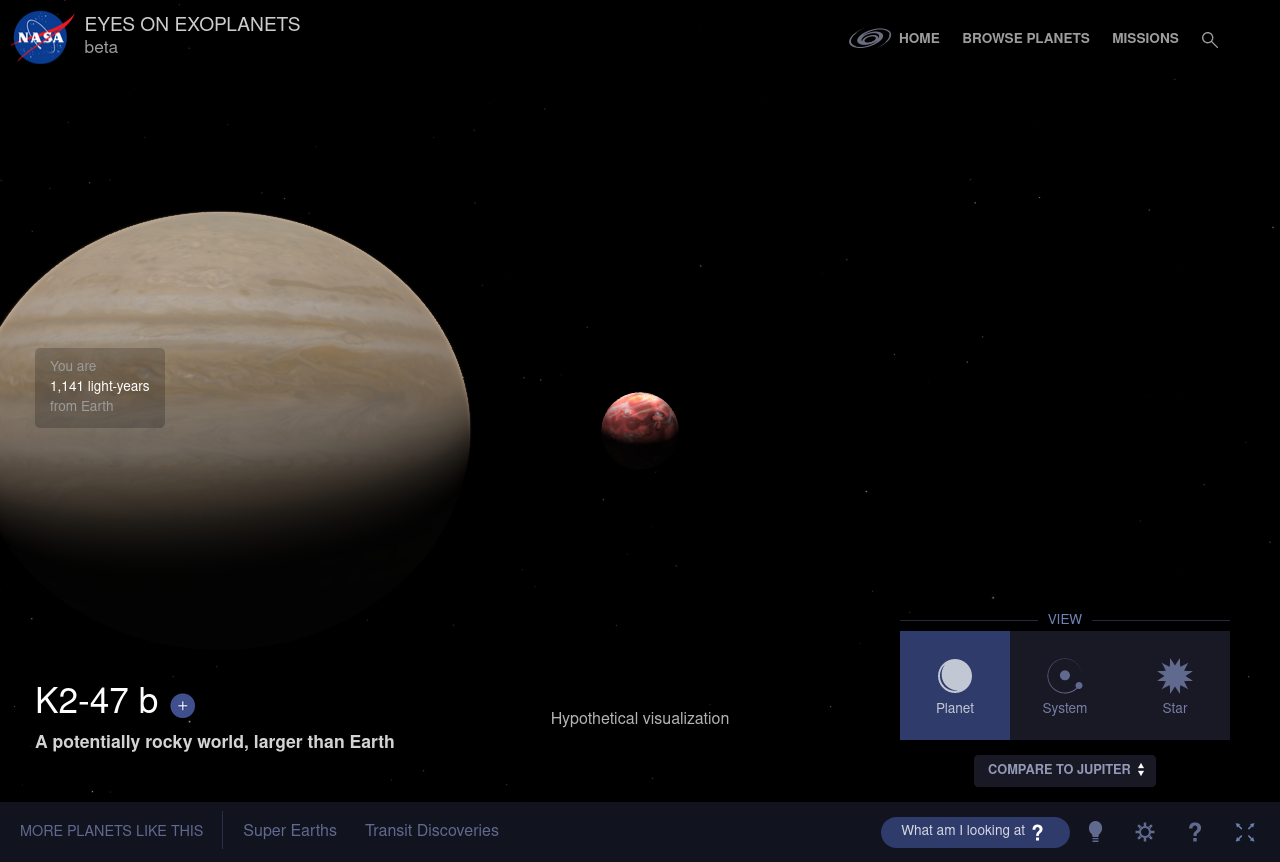 NASA
EYES ON EXOPLANETS
beta
HOME
BROWSE PLANETS
MISSIONS
You are
1,141 light-years
from Earth
K2-47 b +
A potentially rocky world, larger than Earth
Hypothetical visualization
VIEW
Planet
System
Star
COMPARE TO JUPITER
MORE PLANETS LIKE THIS
Super Earths
Transit Discoveries
What am I looking at ?
?